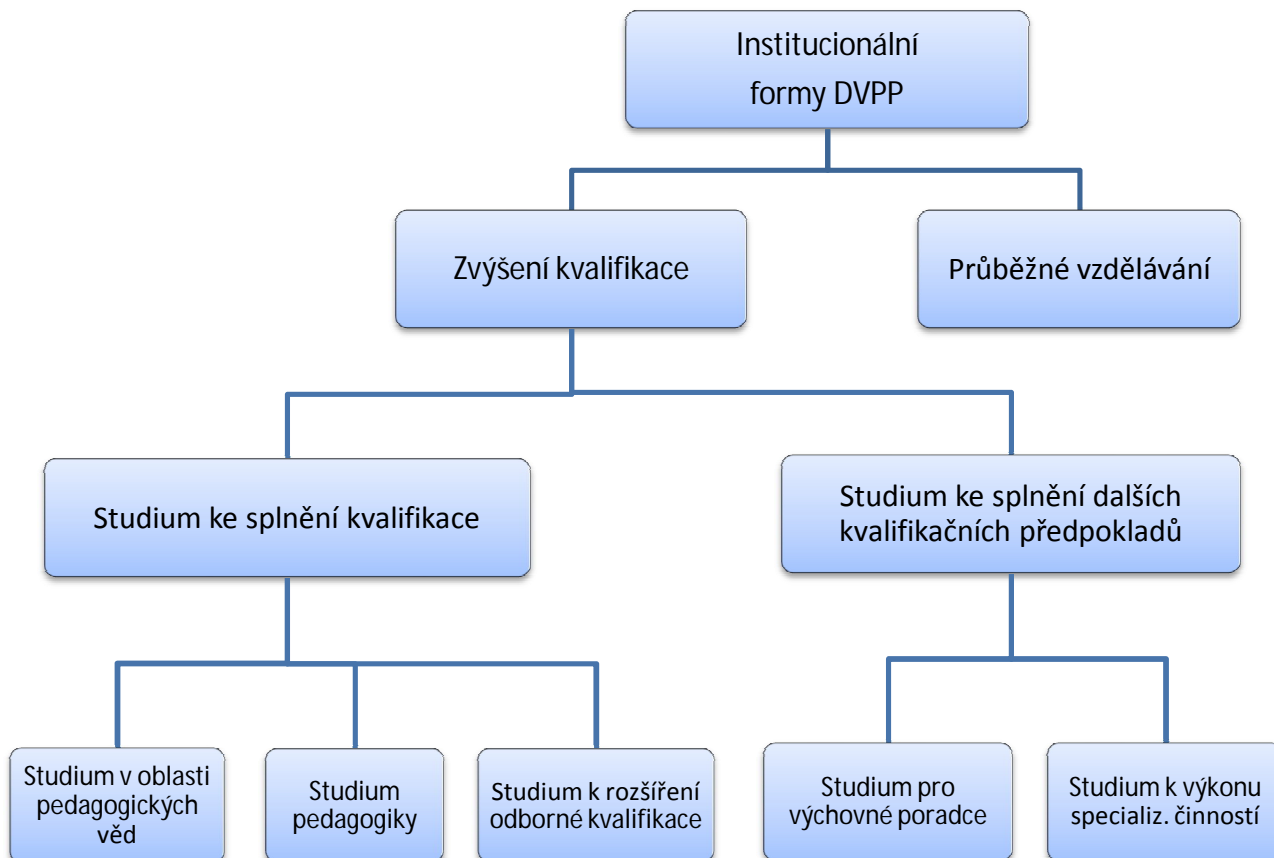 Institucionální
formy DVPP
Zvýšení kvalifikace
Průběžné vzdělávání
Studium ke splnění kvalifikace
Studium ke splnění dalších
kvalifikačních předpokladů
Studium v oblasti
pedagogických
věd
Studium
pedagogiky
Studium k rozšíření
odborné kvalifikace
Studium pro
výchovné poradce
Studium k výkonu
specializ. činností